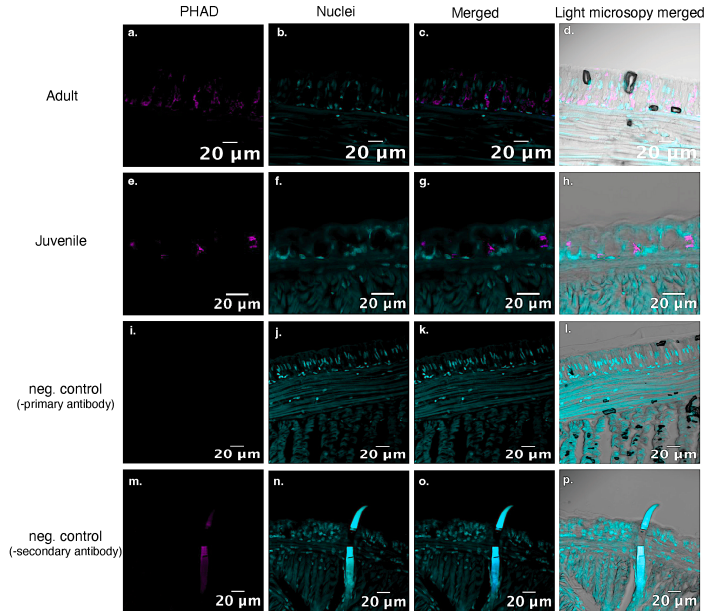 PHAD Nuclei Merged Light microsopy merged
a. b. c. d.
Adult
20 µm 20 µm 20 µm 20 µm
e. f. g. h.
Juvenile
20 µm 20 µm 20 µm 20 µm
i. j. k. l.
neg. control
(-primary antibody)
20 µm 20 µm 20 µm 20 µm
m. n. o. p.
neg. control
(-secondary antibody)
20 µm 20 µm 20 µm 20 µm